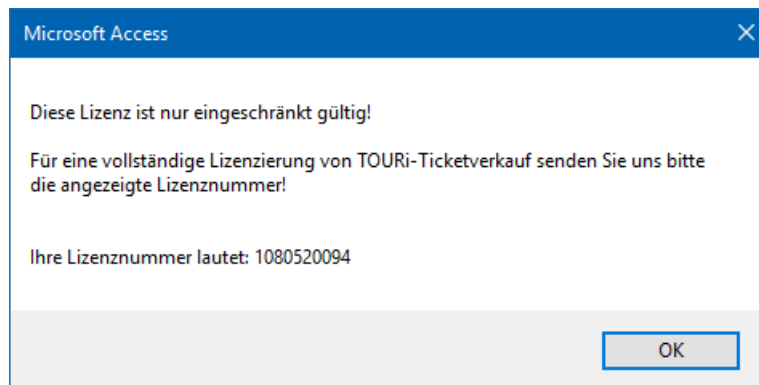 Microsoft Access
Diese Lizenz ist nur eingeschränkt gültig!
Für eine vollständige Lizenzierung von TOURi-Ticketverkauf senden Sie uns bitte
die angezeigte Lizenznummer!
Ihre Lizenznummer lautet: 1080520094
OK